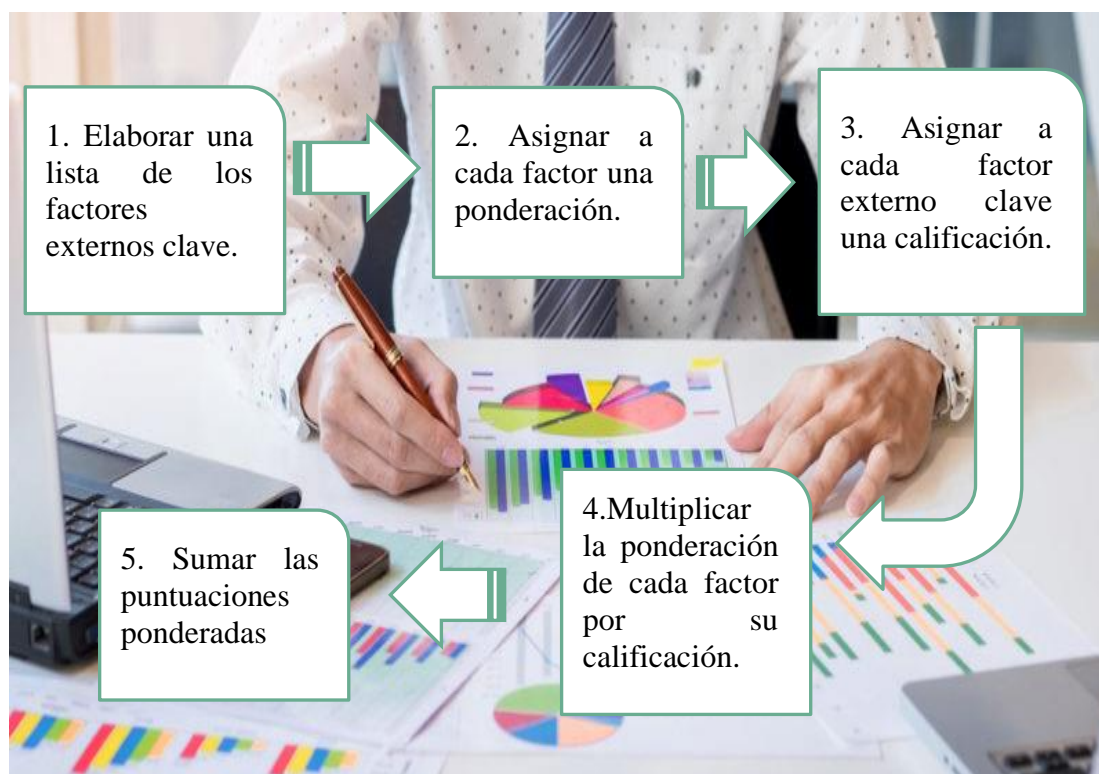 1. Elaborar una
lista de los
factores
externos clave.
2. Asignar a
cada factor una
ponderación.
3. Asignar a
cada factor
externo clave
una calificación.
4.Multiplicar
la ponderación
de cada factor
por su
calificación.
5. Sumar las
puntuaciones
ponderadas